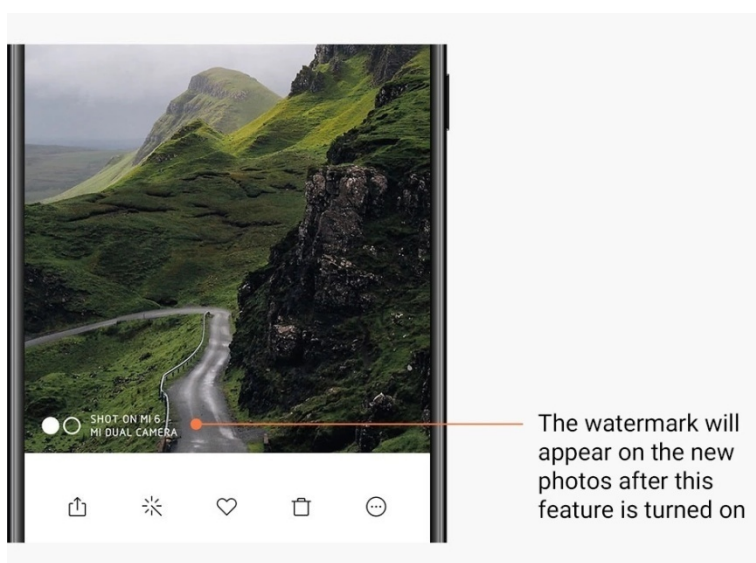 SHOT ON MI 6
MI DUAL CAMERA
The watermark will
appear on the new
photos after this
feature is turned on